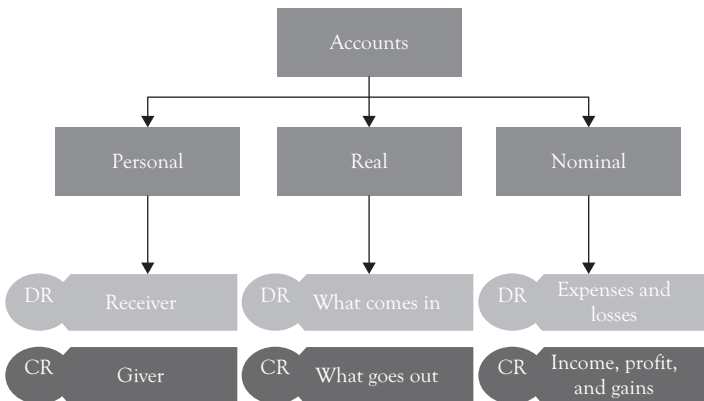 Accounts
Personal
Real
Nominal
DR
Receiver
DR
What comes in
DR
Expenses and
losses
CR
Giver
CR
What goes out
CR
Income, profit,
and gains